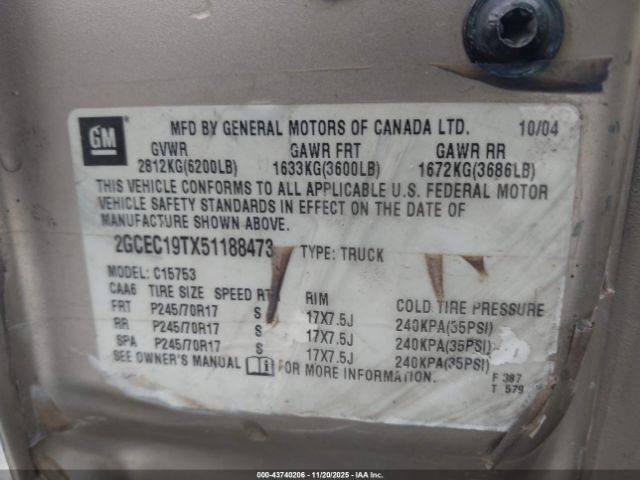 GM
MFD BY GENERAL MOTORS OF CANADA LTD. 10/04
GVWR GAWR FRT GAWR RR
2812KG(6200LB) 1633KG(3600LB) 1672KG(3686LB)
THIS VEHICLE CONFORMS TO ALL APPLICABLE U.S. FEDERAL MOTOR
VEHICLE SAFETY STANDARDS IN EFFECT ON THE DATE OF
MANUFACTURE SHOWN ABOVE.
2GCEC19TX51188473 TYPE: TRUCK
MODEL: C15753
CAA6 TIRE SIZE SPEED RT RIM COLD TIRE PRESSURE
FRT P245/70R17 S 17X7.5J 240KPA(35PSI)
RR P245/70R17 S 17X7.5J 240KPA(35PSI)
SPA P245/70R17 S 17X7.5J 240KPA(35PSI)
SEE OWNER'S MANUAL FOR MORE INFORMATION.
F 387
T 579
000-43740206 - 11/20/2025 - IAAI.com